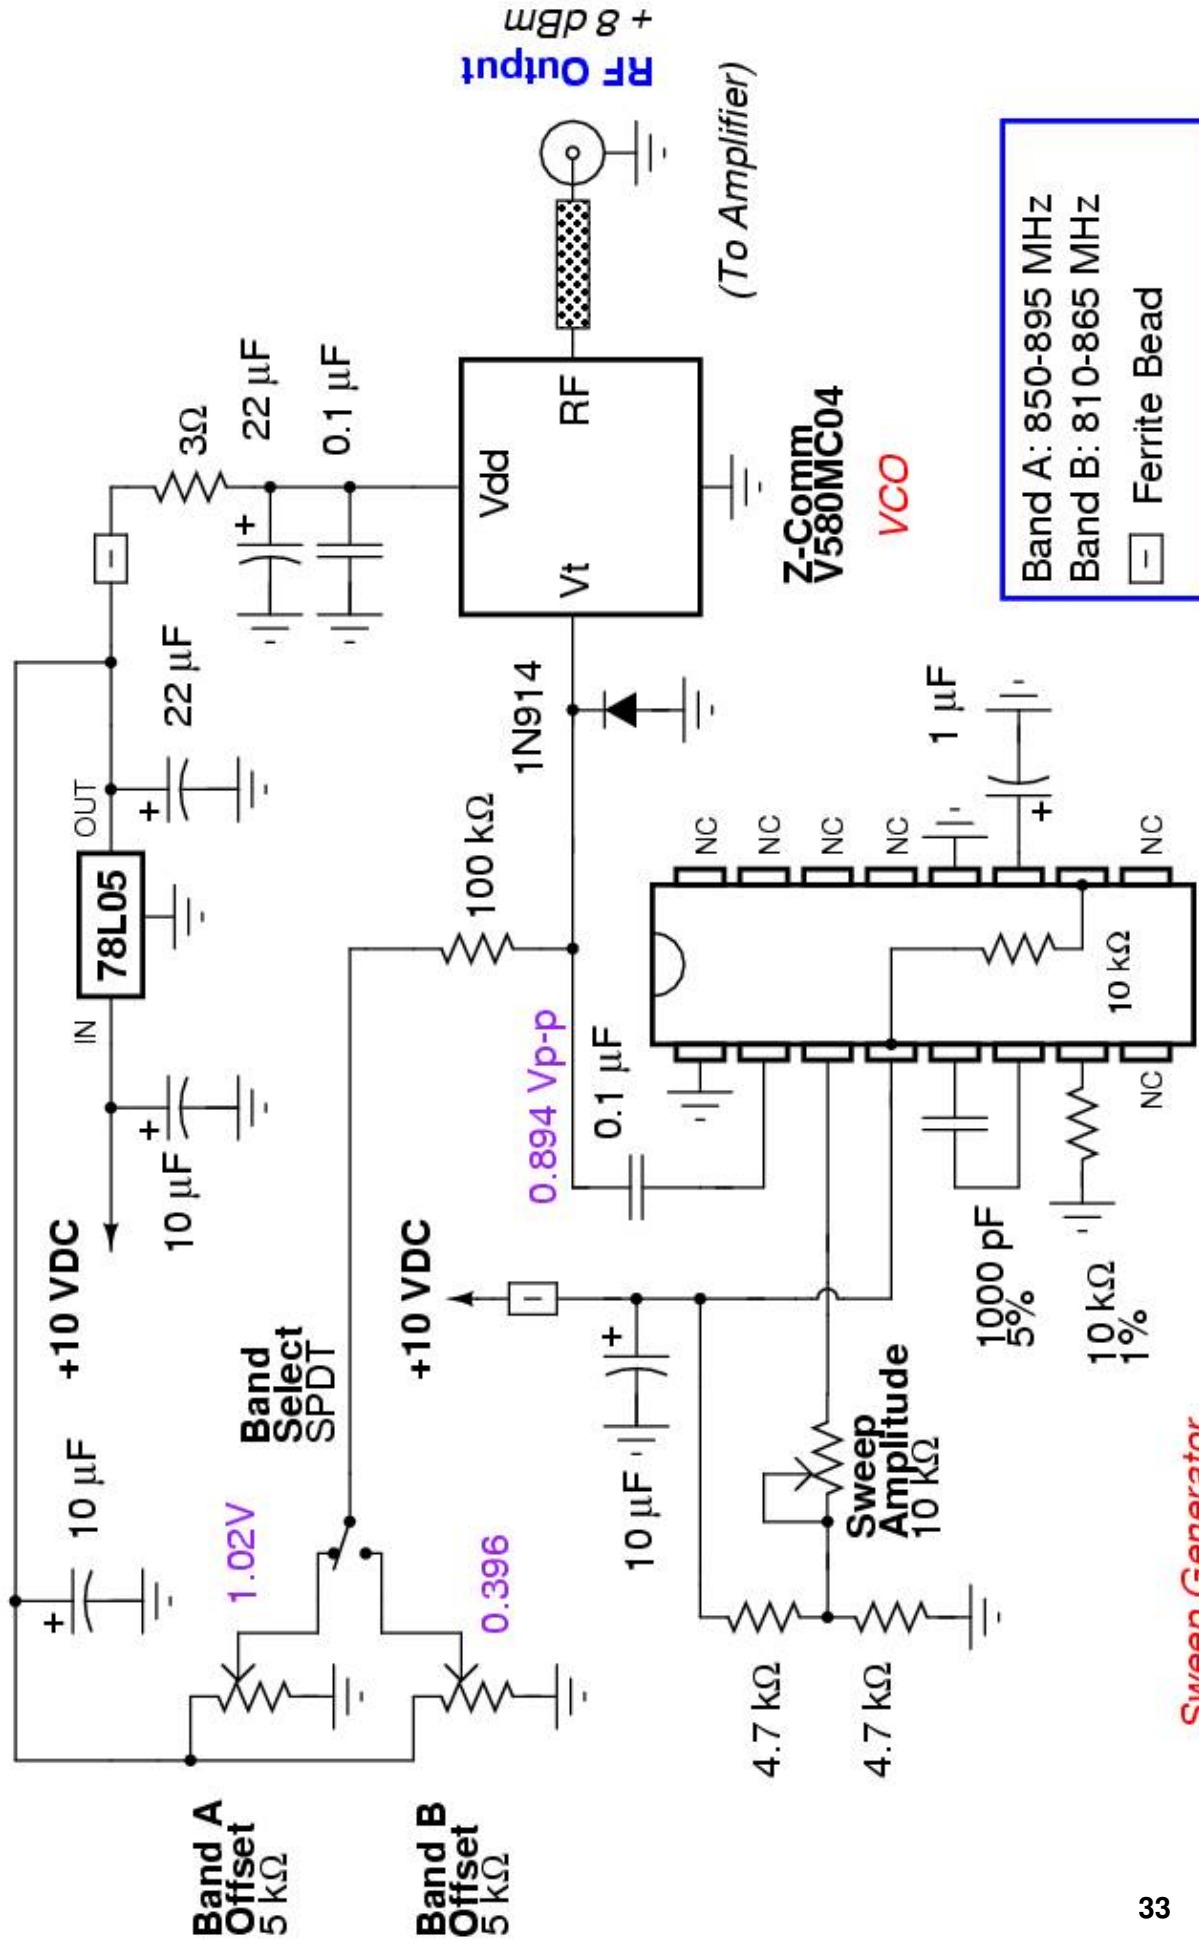 +10 VDC
IN
78L05
OUT
10 µF
10 µF
22 µF
3Ω
22 µF
0.1 µF
Band A
Offset
5 kΩ
1.02V
Band
Select
SPDT
Band B
Offset
5 kΩ
0.396
100 kΩ
1N914
Vdd
Vt
RF
RF Output
+ 8 dBm
(To Amplifier)
Z-Comm
V580MC04
VCO
+10 VDC
0.894 Vp-p
0.1 µF
10 µF
4.7 kΩ
4.7 kΩ
Sweep
Amplitude
10 kΩ
1000 pF
5%
10 kΩ
1%
NC
NC
NC
NC
NC
NC
10 kΩ
1 µF
Sweep Generator
Band A: 850-895 MHz
Band B: 810-865 MHz
Ferrite Bead
33